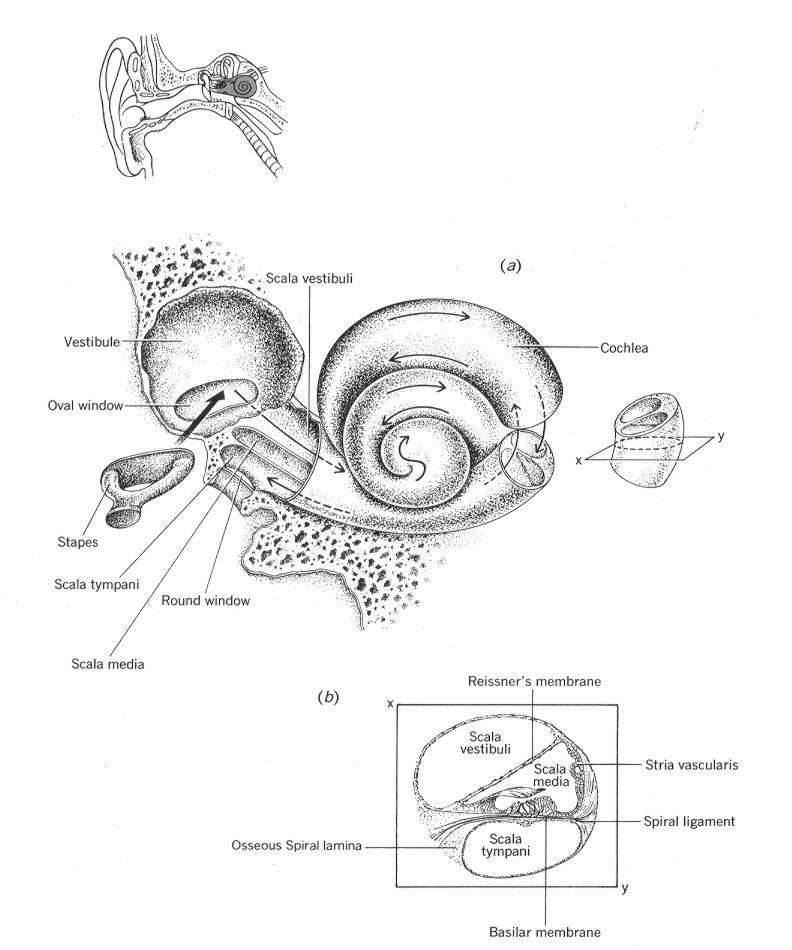 (a)
Scala vestibuli
Vestibule
Cochlea
Oval window
y
x
Stapes
Scala tympani
Round window
Scala media
(b)
Reissner's membrane
x
Scala
vestibuli
Scala
media
Stria vascularis
Spiral ligament
Osseous Spiral lamina
Scala
tympani
y
Basilar membrane